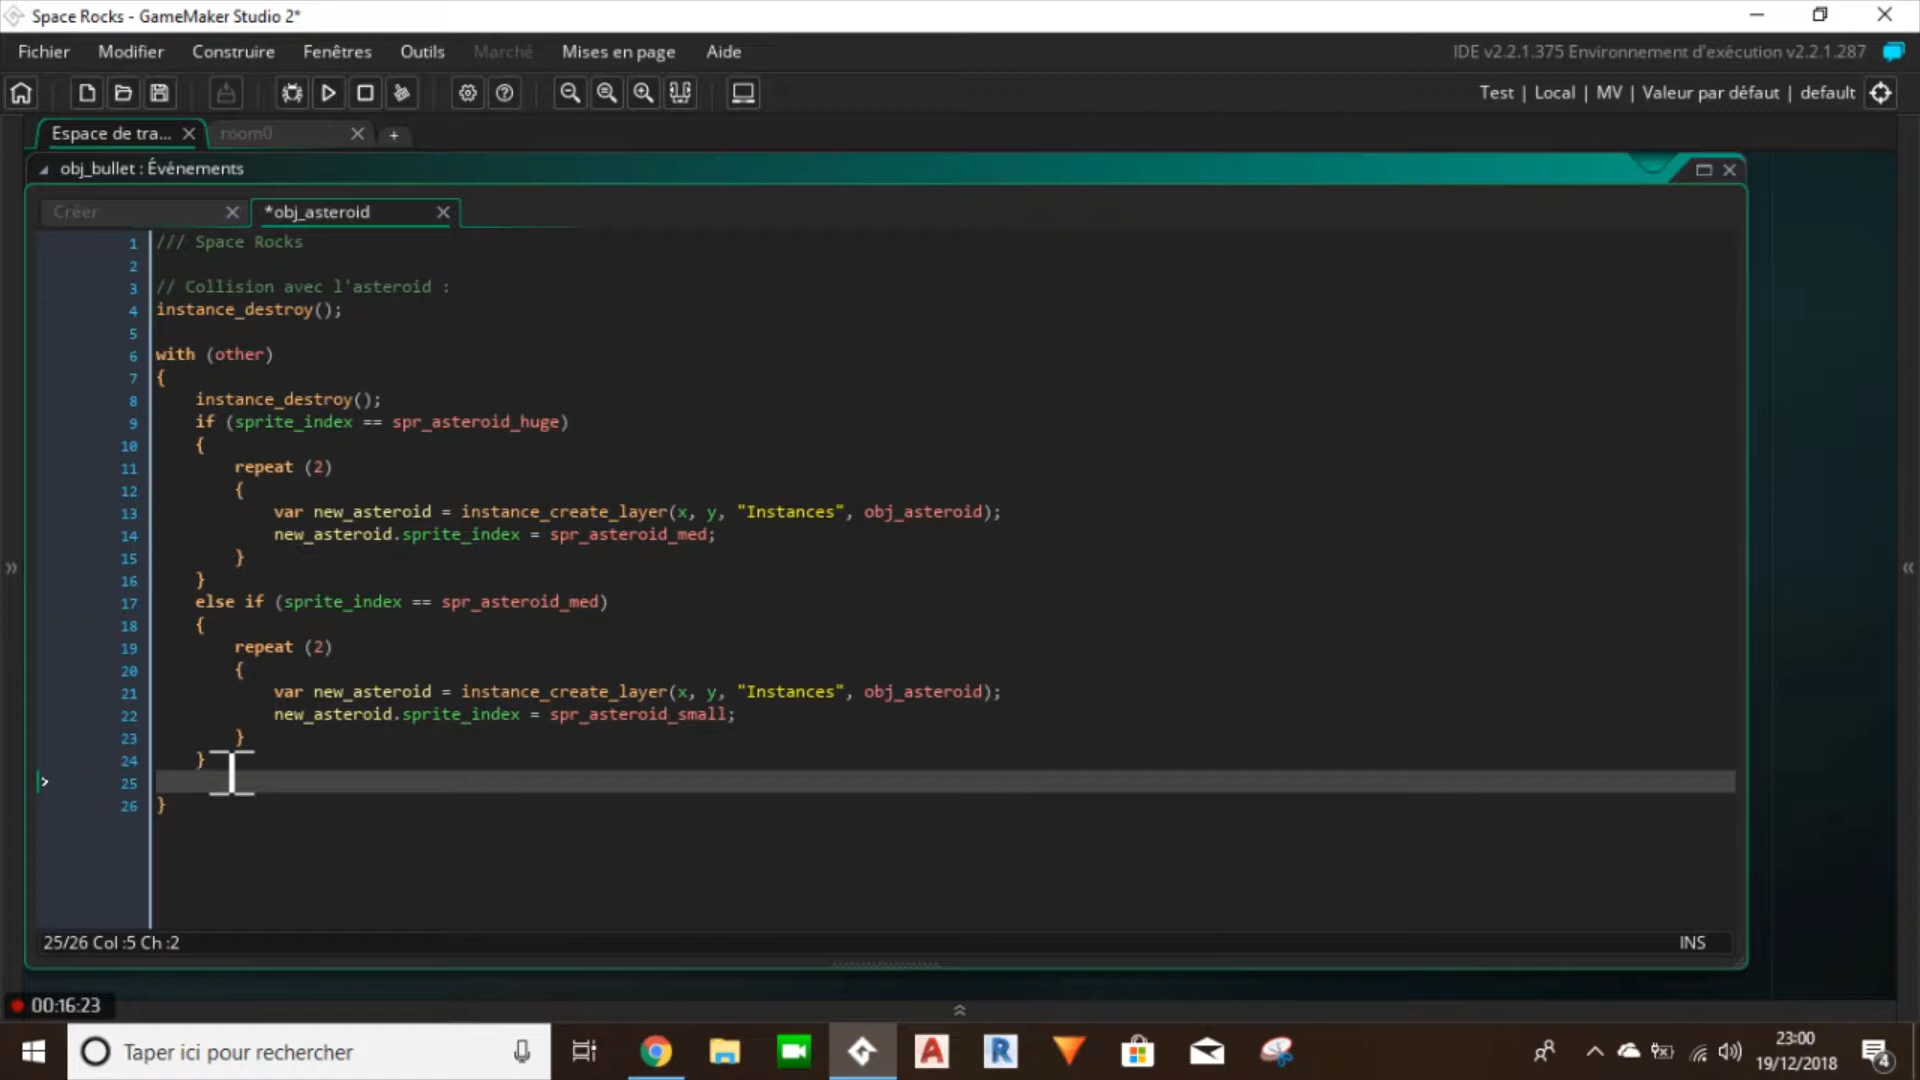 Space Rocks - GameMaker Studio 2*
Fichier Modifier Construire Fenêtres Outils Marché Mises en page Aide
IDE v2.2.1.375 Environnement d'exécution v2.2.1.287
Test | Local | MV | Valeur par défaut | default
Espace de tra... room0
obj_bullet : Événements
Créer *obj_asteroid
1 /// Space Rocks
2
3 // Collision avec l'asteroid :
4 instance_destroy();
5
6 with (other)
7 {
8 instance_destroy();
9 if (sprite_index == spr_asteroid_huge)
10 {
11 repeat (2)
12 {
13 var new_asteroid = instance_create_layer(x, y, "Instances", obj_asteroid);
14 new_asteroid.sprite_index = spr_asteroid_med;
15 }
16 }
17 else if (sprite_index == spr_asteroid_med)
18 {
19 repeat (2)
20 {
21 var new_asteroid = instance_create_layer(x, y, "Instances", obj_asteroid);
22 new_asteroid.sprite_index = spr_asteroid_small;
23 }
24 }
25
26 }
25/26 Col :5 Ch :2
INS
00:16:23
Taper ici pour rechercher
23:00
19/12/2018
4